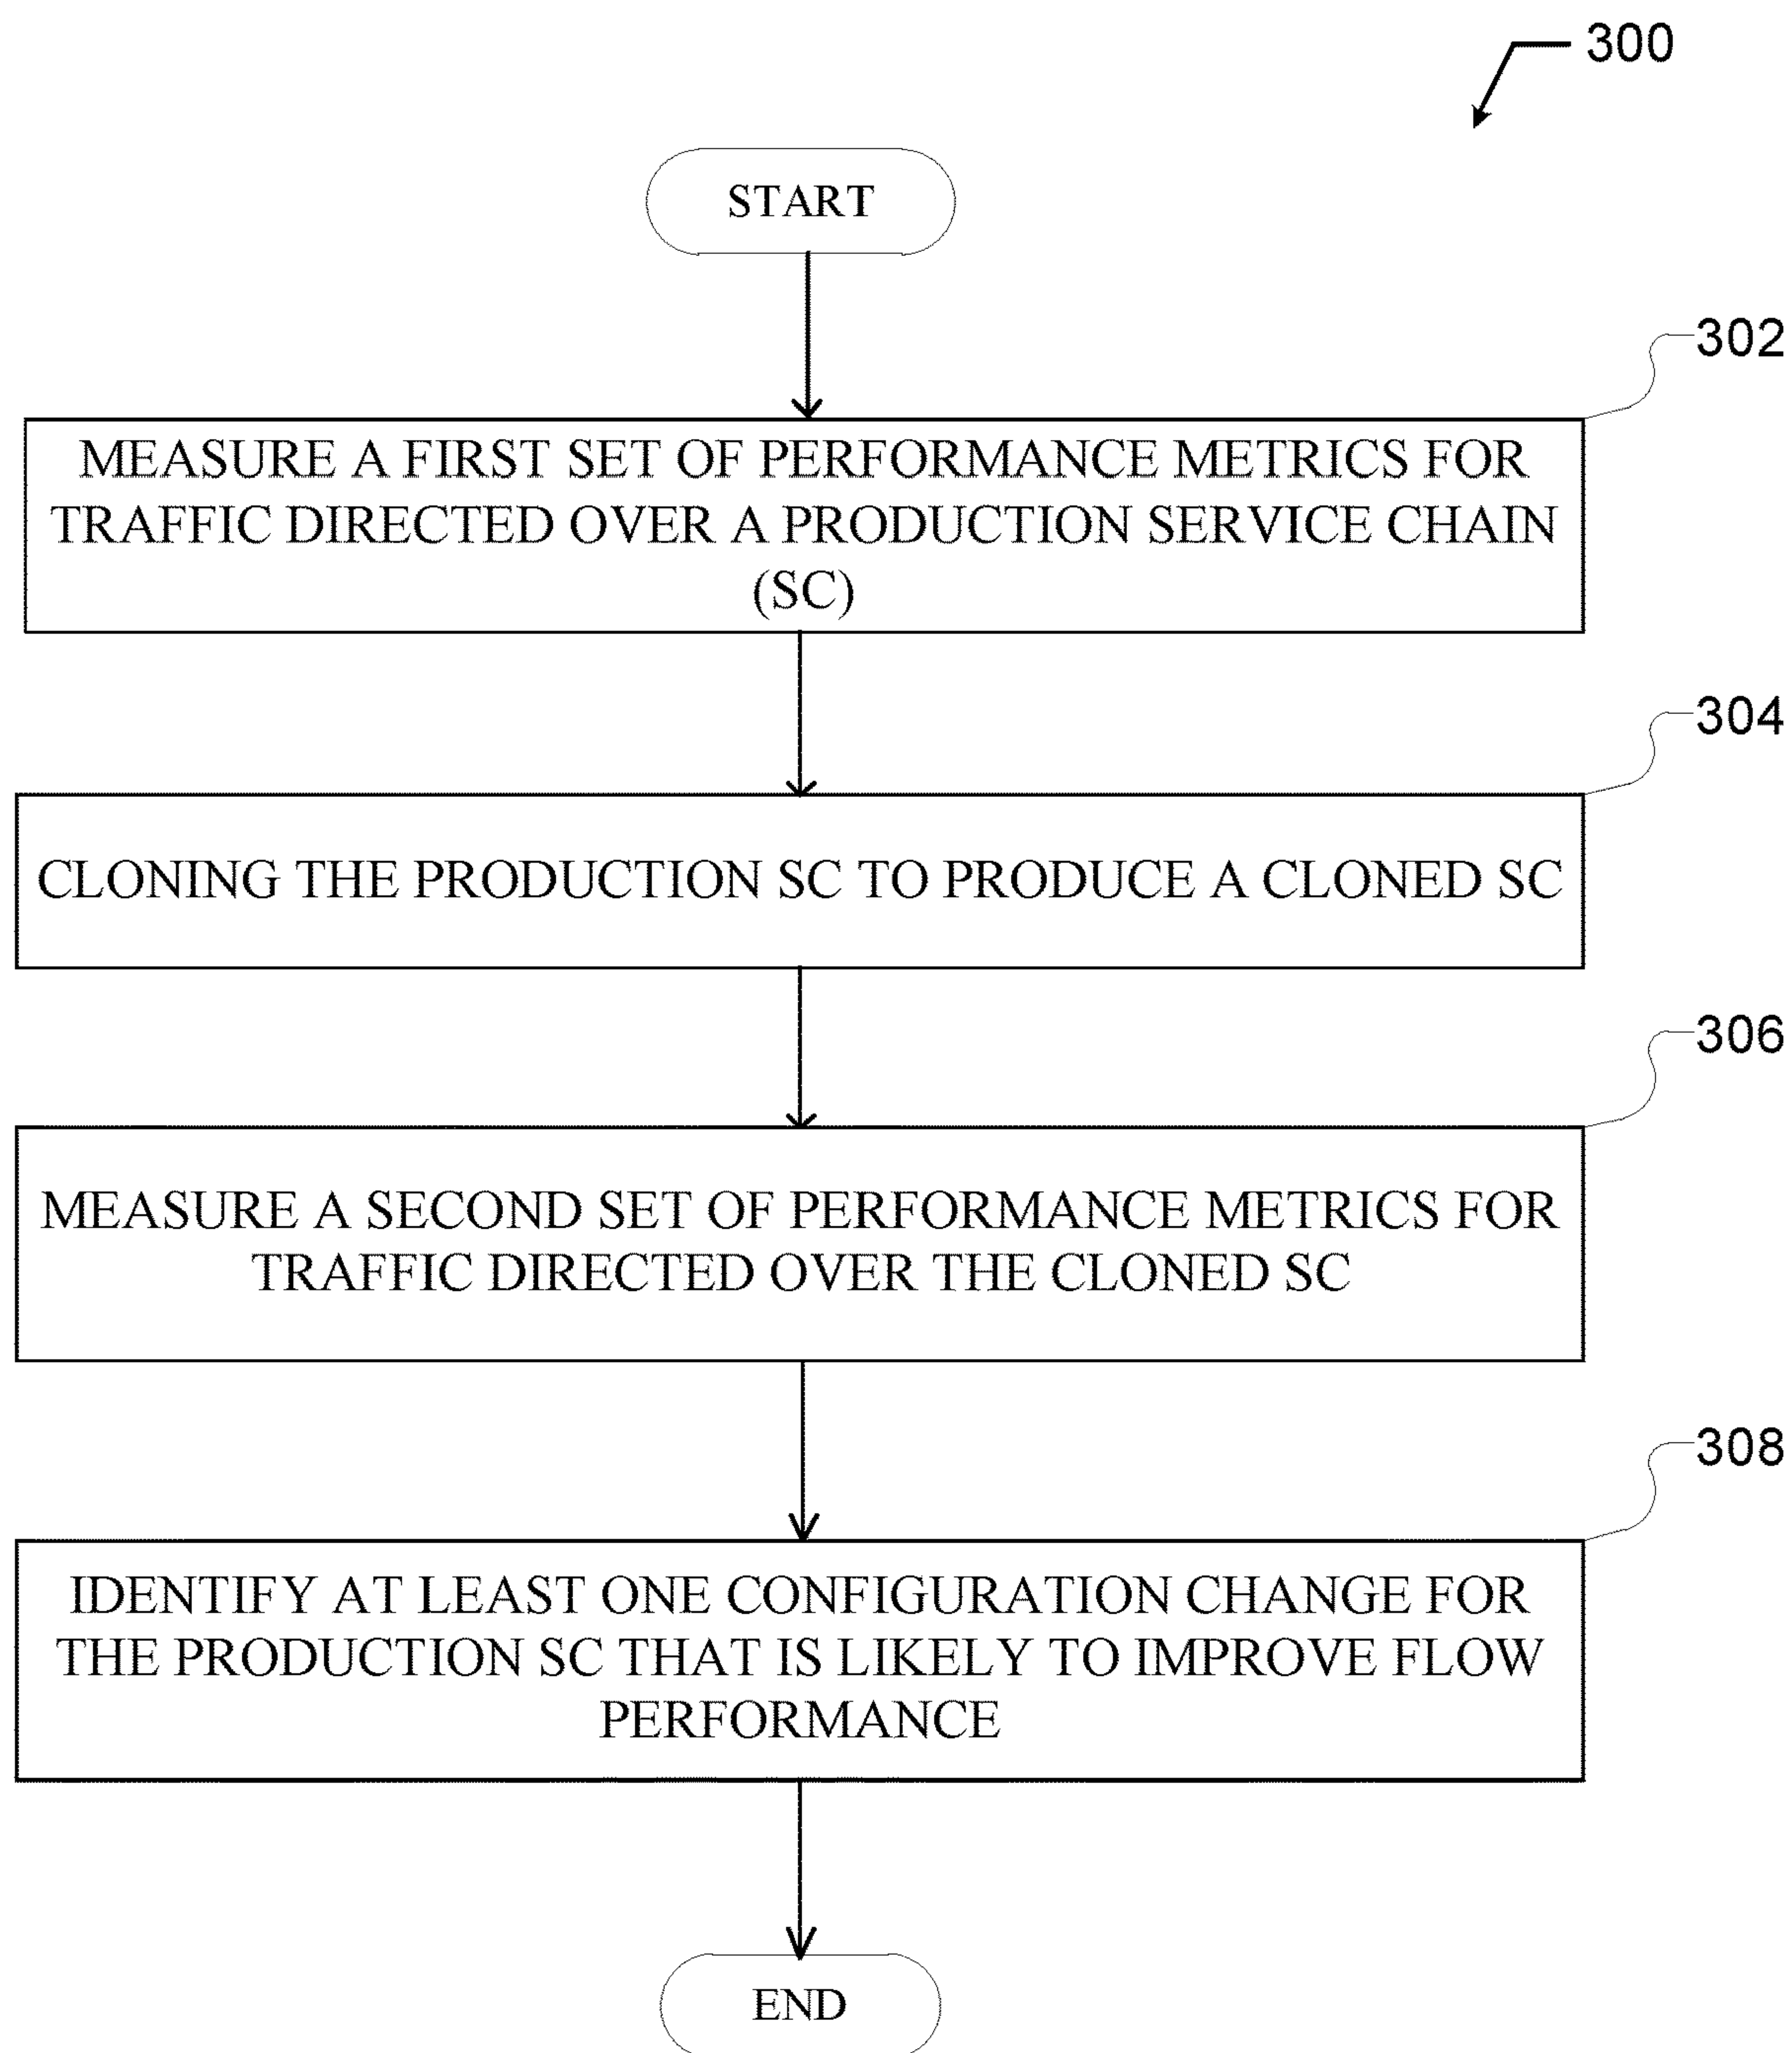 300
START
302
MEASURE A FIRST SET OF PERFORMANCE METRICS FOR
TRAFFIC DIRECTED OVER A PRODUCTION SERVICE CHAIN
(SC)
304
CLONING THE PRODUCTION SC TO PRODUCE A CLONED SC
306
MEASURE A SECOND SET OF PERFORMANCE METRICS FOR
TRAFFIC DIRECTED OVER THE CLONED SC
308
IDENTIFY AT LEAST ONE CONFIGURATION CHANGE FOR
THE PRODUCTION SC THAT IS LIKELY TO IMPROVE FLOW
PERFORMANCE
END